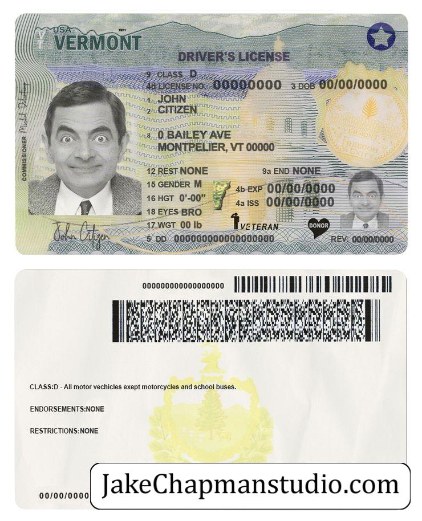 USA
VERMONT
DRIVER'S LICENSE
9 CLASS D
4d LICENSE NO. 00000000 3 DOB 00/00/0000
1 JOHN
2 CITIZEN
8 0 BAILEY AVE
MONTPELIER, VT 00000
12 REST NONE 9a END NONE
15 GENDER M 4b EXP 00/00/0000
16 HGT 0'-00" 4a ISS 00/00/0000
18 EYES BRO
17 WGT 00 lb VETERAN DONOR
5 DD 000000000000000000 REV. 00/00/0000
COMMISSIONER
John Citizen
000000000000000000
CLASS:D - All motor vechicles exept motorcycles and school buses.
ENDORSEMENTS:NONE
RESTRICTIONS:NONE
00/00/0000
JakeChapmanstudio.com